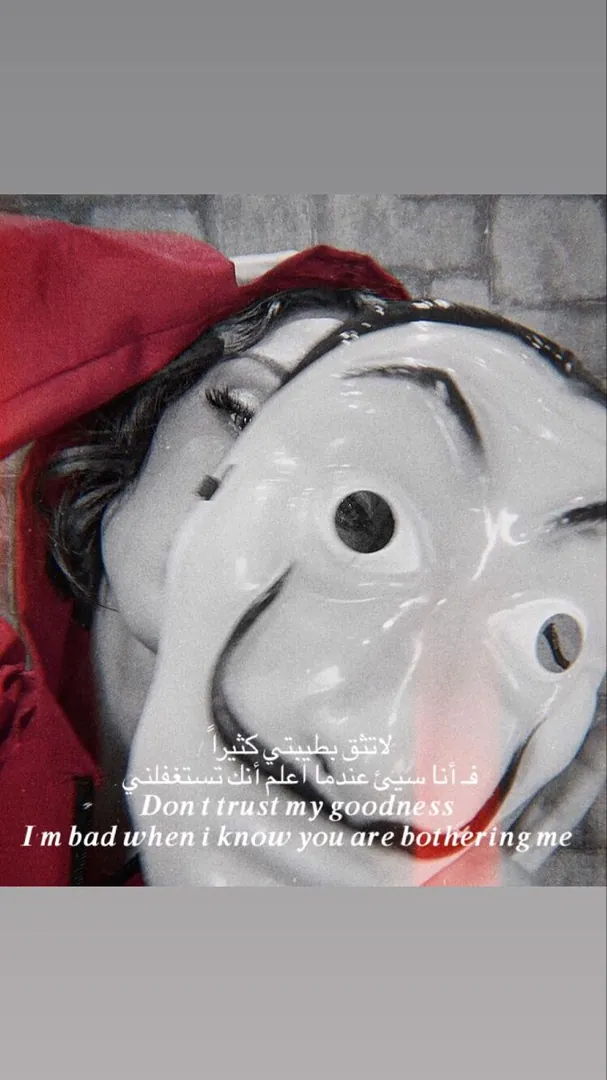 لاتثق بطيبتي كثيراً
فـ أنا سيئ عندما اعلم أنك تستغفلني
Don t trust my goodness
I m bad when i know you are bothering me